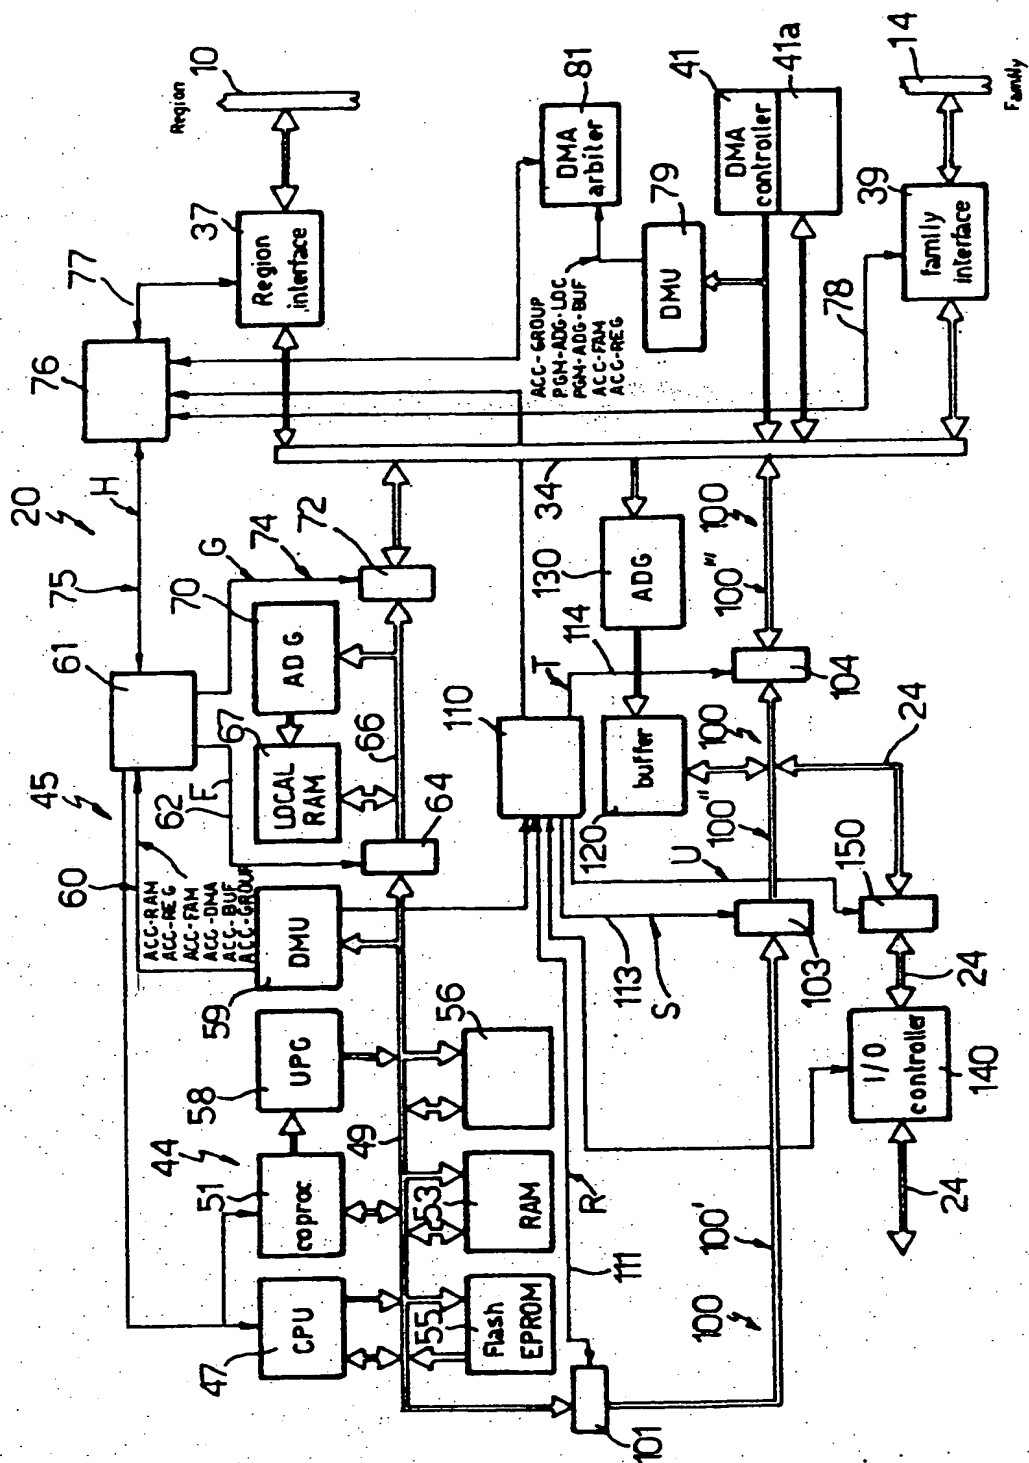 Region
10
77
37
Region
interface
76
81
DMA
arbiter
41
DMA
controller
41a
14
Family
79
DMU
39
family
interface
78
ACC-GROUP
PGM-ADG-LOC
PGM-ADG-BUF
ACC-FAM
ACC-REG
20
H
75
G
74
72
34
70
ADG
61
67
LOCAL
RAM
66
64
62
F
45
60
ACC-RAM
ACC-REG
ACC-FAM
ACC-DMA
ACC-BUF
ACC-GROUP
130
ADG
114
T
110
buffer
120
100
100'''
104
100
100''
24
U
150
113
S
103
24
I/O
controller
140
24
59
DMU
58
UPG
56
49
44
51
coproc
53
RAM
47
CPU
55
Flash
EPROM
R
111
101
100
100'